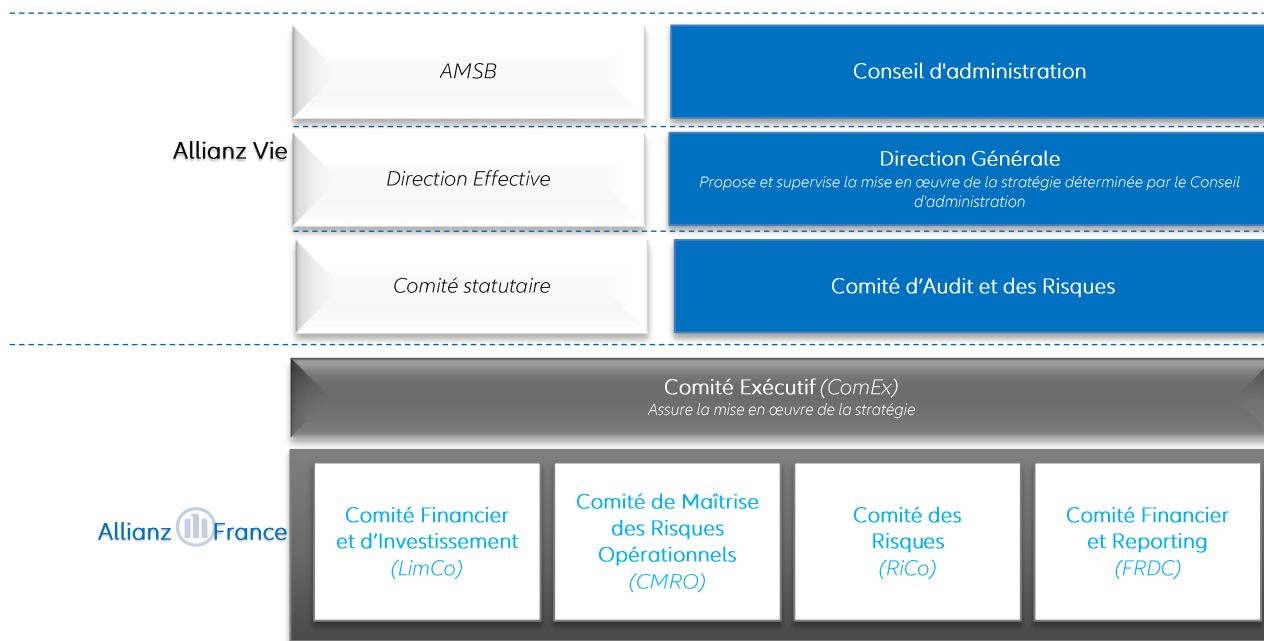 AMSB
Conseil d'administration
Allianz Vie
Direction Effective
Direction Générale
Propose et supervise la mise en œuvre de la stratégie déterminée par le Conseil
d'administration
Comité statutaire
Comité d’Audit et des Risques
Comité Exécutif (ComEx)
Assure la mise en œuvre de la stratégie
Allianz France
Comité Financier
et d’Investissement
(LimCo)
Comité de Maîtrise
des Risques
Opérationnels
(CMRO)
Comité des
Risques
(RiCo)
Comité Financier
et Reporting
(FRDC)